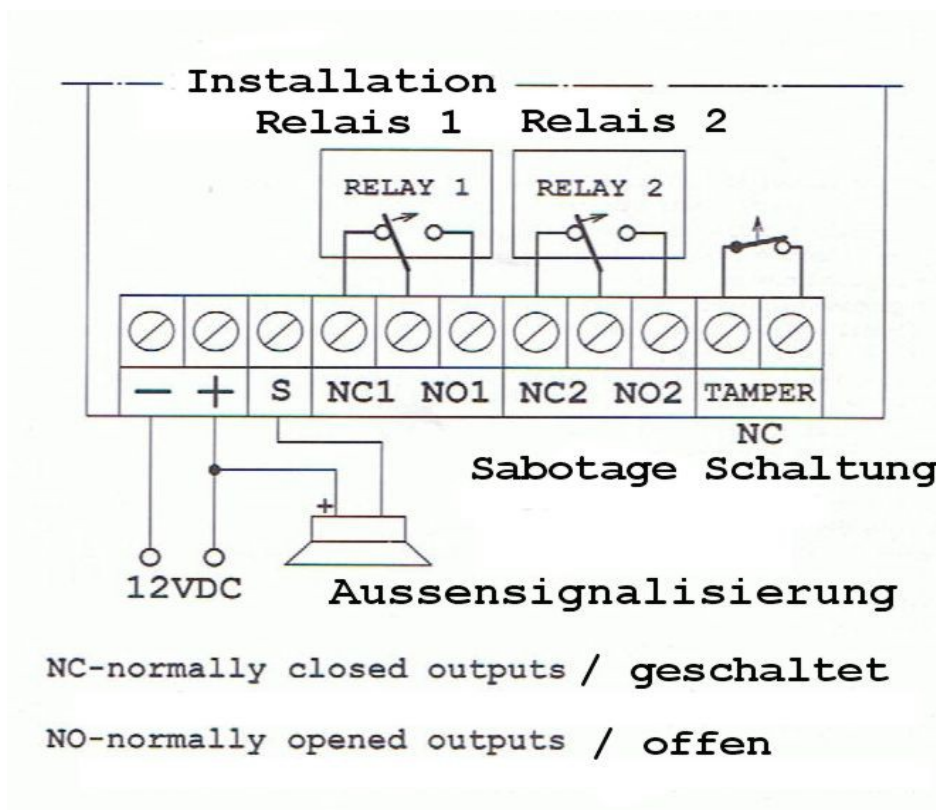 Installation
Relais 1 Relais 2
RELAY 1 RELAY 2
— + S NC1 NO1 NC2 NO2 TAMPER
NC
Sabotage Schaltung
+
12VDC
Aussensignalisierung
NC-normally closed outputs / geschaltet
NO-normally opened outputs / offen